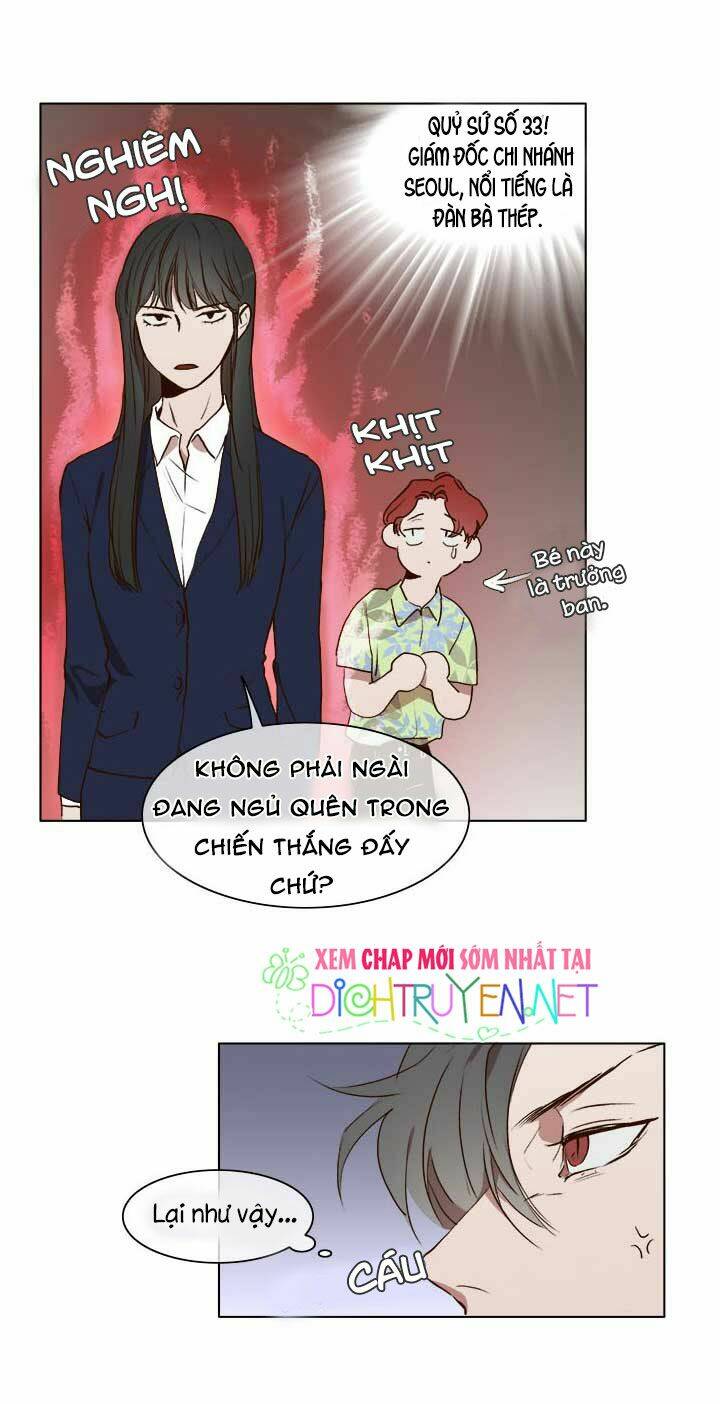 NGHIÊM
NGHỊ
QUỶ SỨ SỐ 33!
GIÁM ĐỐC CHI NHÁNH
SEOUL, NỔI TIẾNG LÀ
ĐÀN BÀ THÉP.
KHỊT
KHỊT
Bé này
là trưởng
ban.
KHÔNG PHẢI NGÀI
ĐANG NGỦ QUÊN TRONG
CHIẾN THẮNG ĐẤY
CHỨ?
XEM CHAP MỚI SỚM NHẤT TẠI
DICHTRUYEN.NET
Lại như vậy...
CÁU